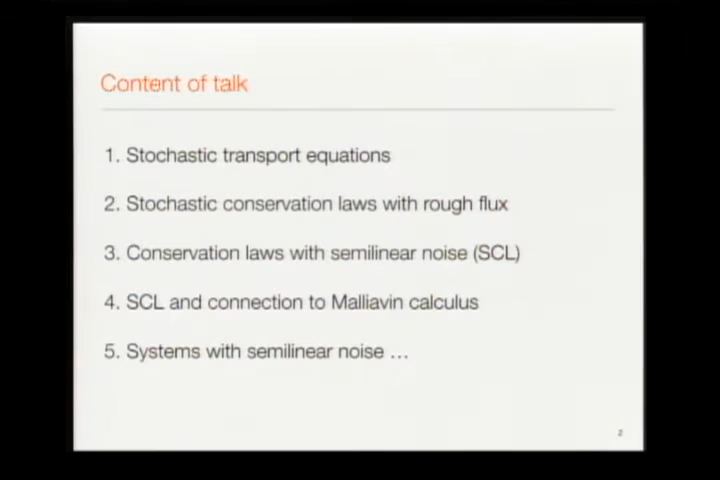 Content of talk
1. Stochastic transport equations
2. Stochastic conservation laws with rough flux
3. Conservation laws with semilinear noise (SCL)
4. SCL and connection to Malliavin calculus
5. Systems with semilinear noise …
2